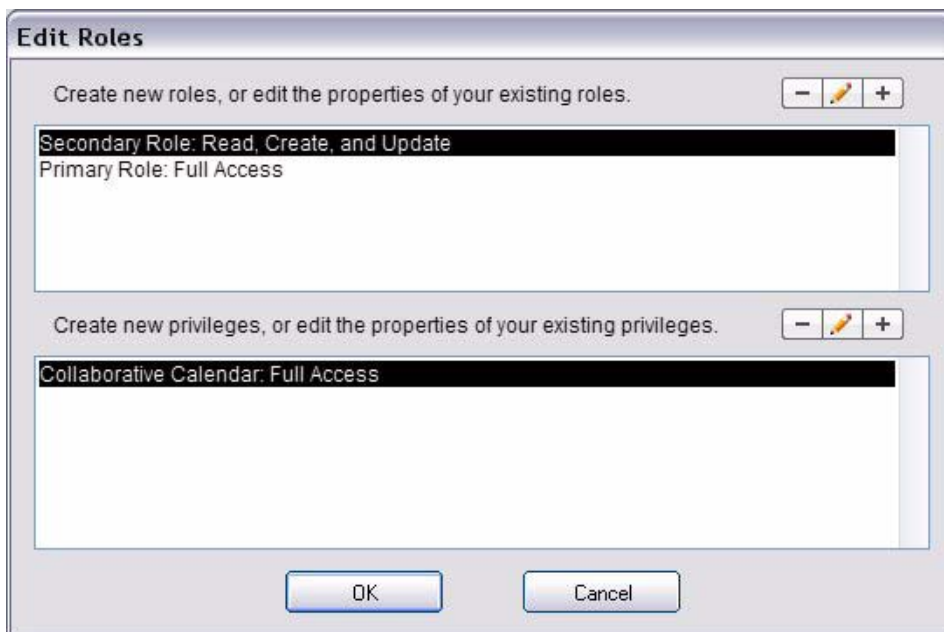 Edit Roles
Create new roles, or edit the properties of your existing roles.
Secondary Role: Read, Create, and Update
Primary Role: Full Access
Create new privileges, or edit the properties of your existing privileges.
Collaborative Calendar: Full Access
OK Cancel